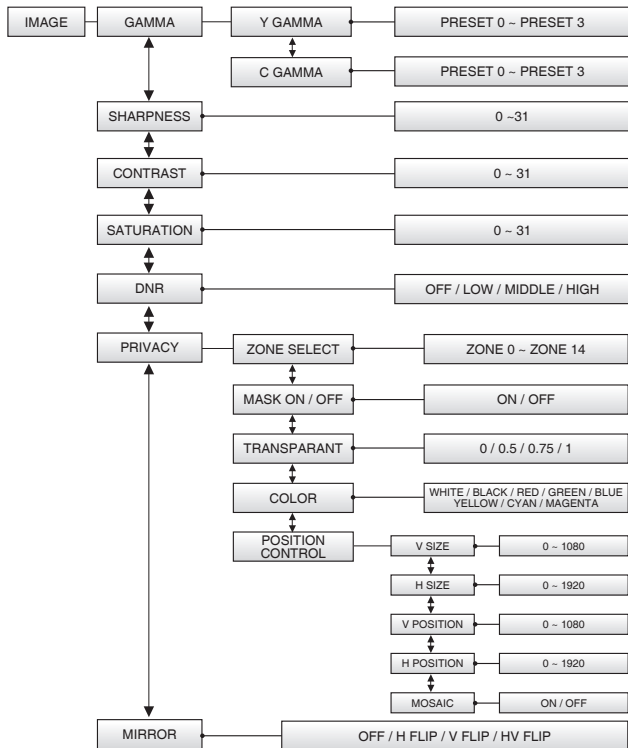 IMAGE GAMMA Y GAMMA PRESET 0 ~ PRESET 3
C GAMMA PRESET 0 ~ PRESET 3
SHARPNESS 0 ~31
CONTRAST 0 ~ 31
SATURATION 0 ~ 31
DNR OFF / LOW / MIDDLE / HIGH
PRIVACY ZONE SELECT ZONE 0 ~ ZONE 14
MASK ON / OFF ON / OFF
TRANSPARANT 0 / 0.5 / 0.75 / 1
COLOR WHITE / BLACK / RED / GREEN / BLUE
YELLOW / CYAN / MAGENTA
POSITION
CONTROL V SIZE 0 ~ 1080
H SIZE 0 ~ 1920
V POSITION 0 ~ 1080
H POSITION 0 ~ 1920
MOSAIC ON / OFF
MIRROR OFF / H FLIP / V FLIP / HV FLIP